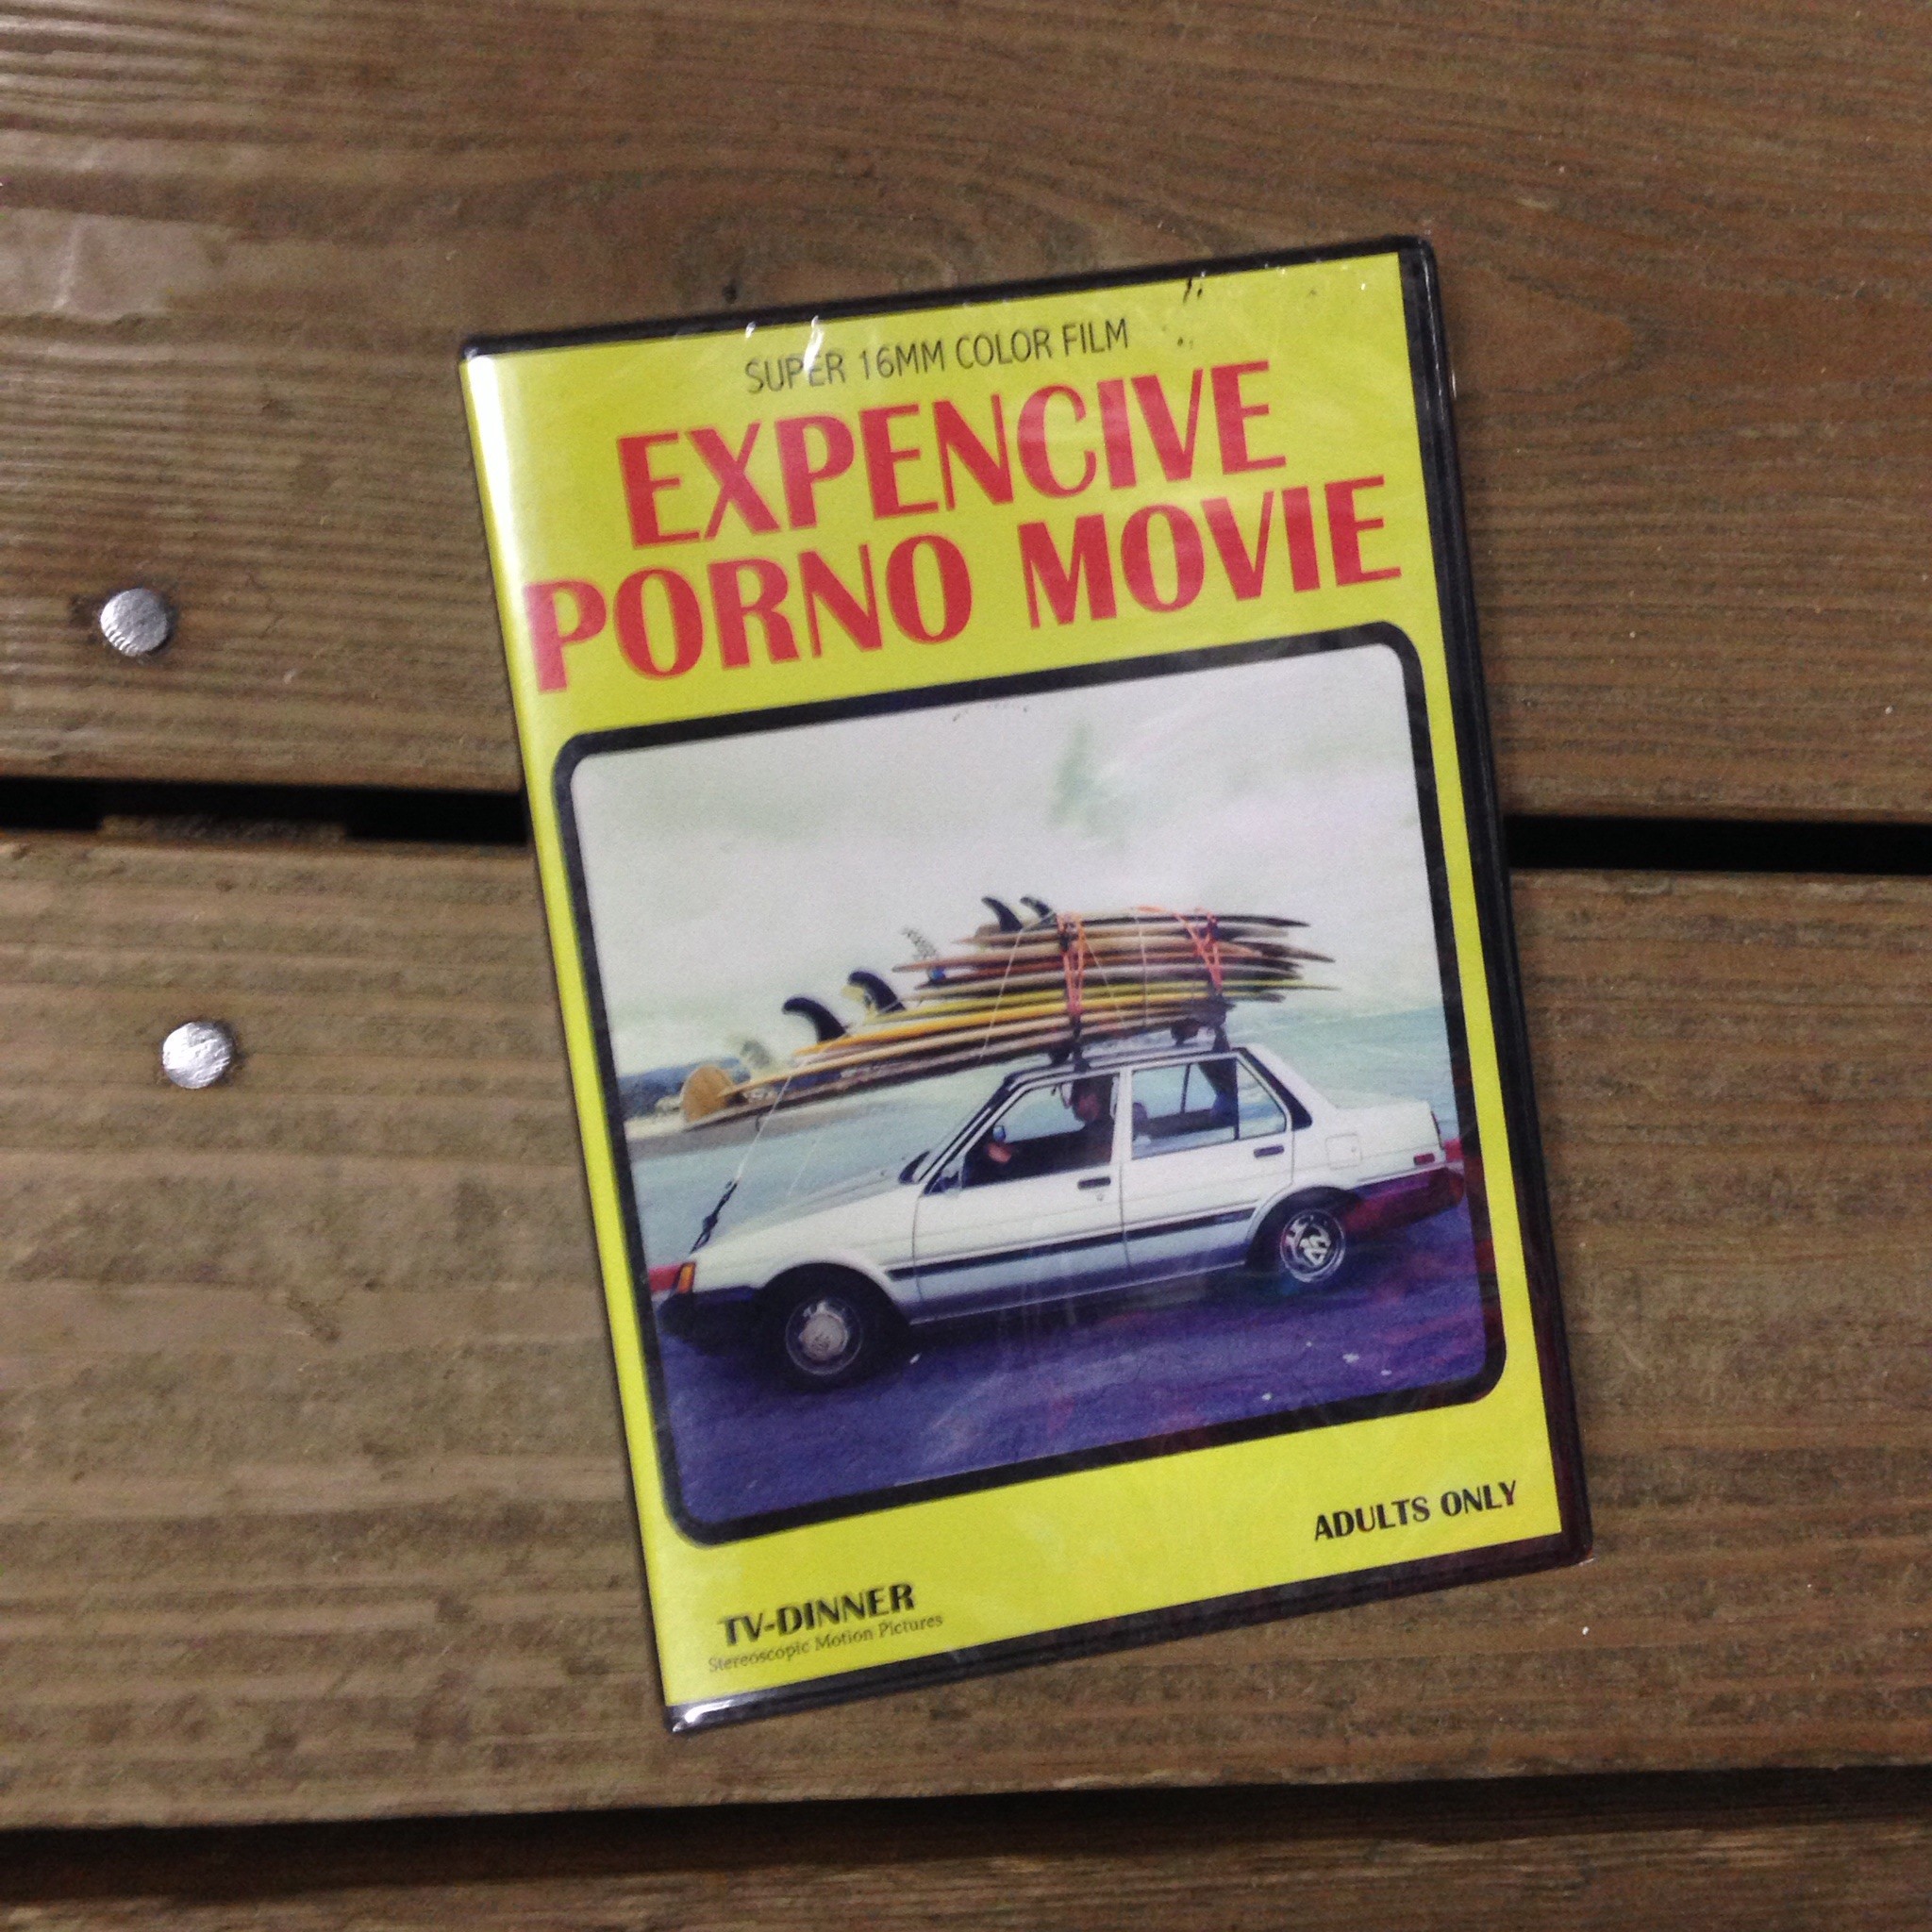 SUPER 16MM COLOR FILM
EXPENCIVE
PORNO MOVIE
ADULTS ONLY
TV-DINNER
Stereoscopic Motion Pictures